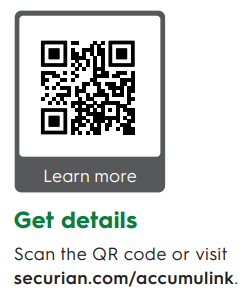 Learn more
Get details
Scan the QR code or visit
securian.com/accumulink.